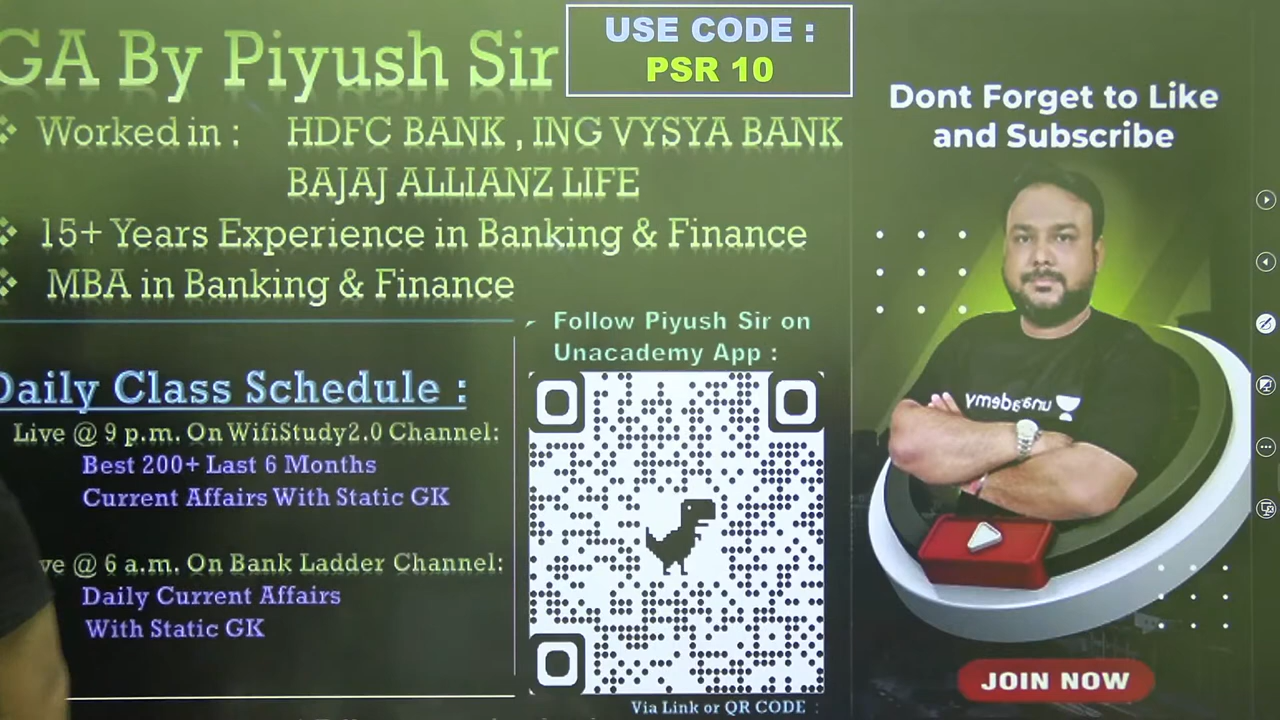 GA By Piyush Sir
USE CODE :
PSR 10
Worked in : HDFC BANK , ING VYSYA BANK
BAJAJ ALLIANZ LIFE
15+ Years Experience in Banking & Finance
MBA in Banking & Finance
Daily Class Schedule :
Live @ 9 p.m. On WifiStudy2.0 Channel:
Best 200+ Last 6 Months
Current Affairs With Static GK
ve @ 6 a.m. On Bank Ladder Channel:
Daily Current Affairs
With Static GK
Follow Piyush Sir on
Unacademy App :
Via Link or QR CODE :
Dont Forget to Like
and Subscribe
unacademy
JOIN NOW